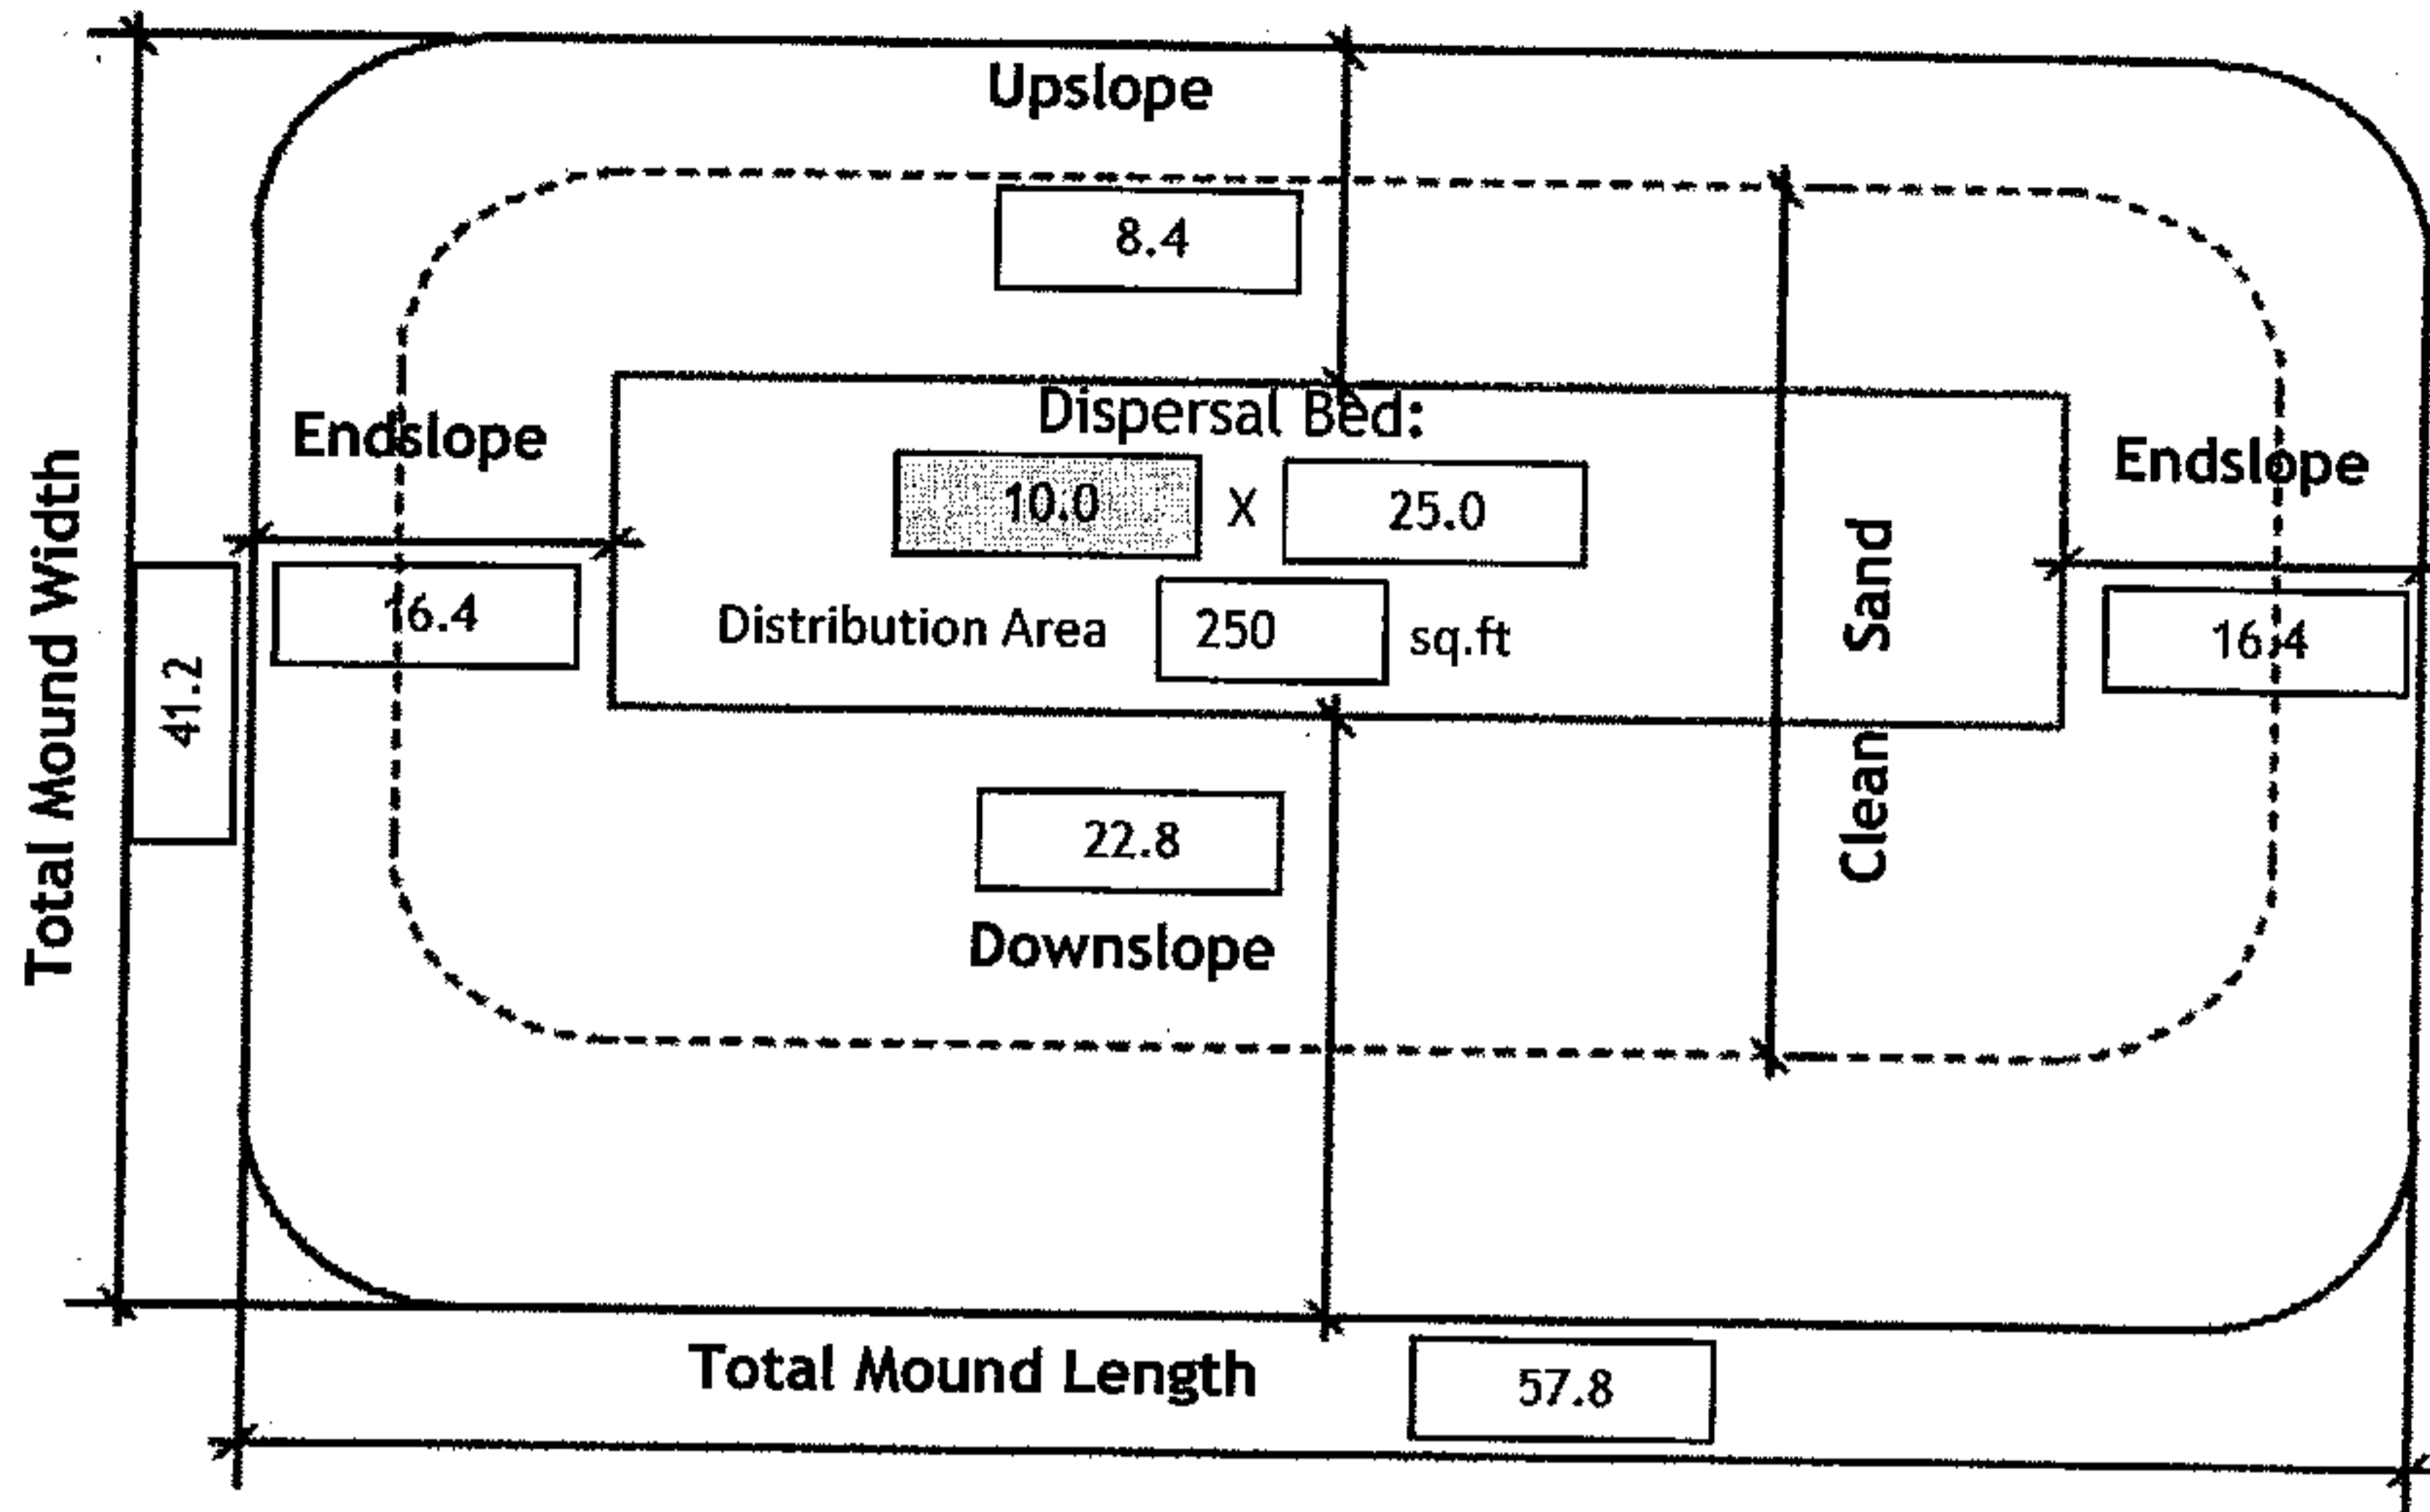 Upslope
8.4
Dispersal Bed:
10.0 X 25.0
Distribution Area 250 sq.ft
Endslope
16.4
Endslope
16.4
Clean Sand
22.8
Downslope
Total Mound Width
41.2
Total Mound Length 57.8